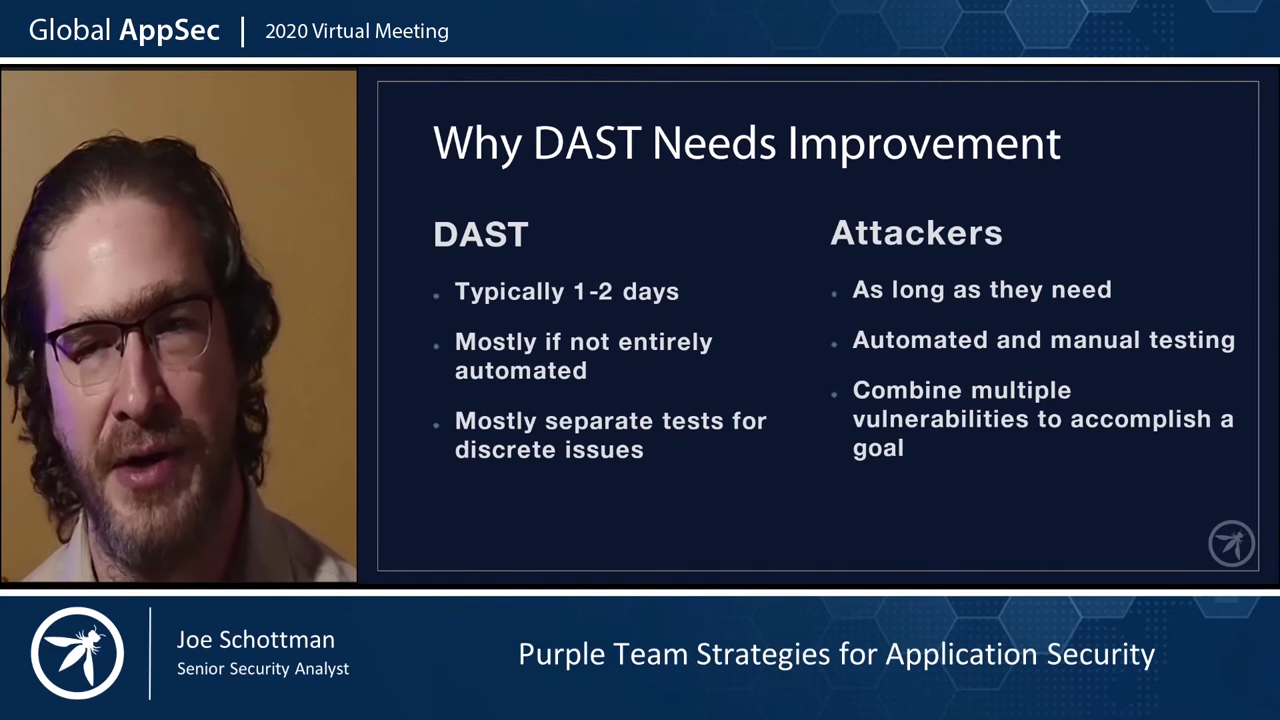 Global AppSec | 2020 Virtual Meeting
Why DAST Needs Improvement
DAST
Typically 1-2 days
Mostly if not entirely
automated
Mostly separate tests for
discrete issues
Attackers
As long as they need
Automated and manual testing
Combine multiple
vulnerabilities to accomplish a
goal
Joe Schottman
Senior Security Analyst
Purple Team Strategies for Application Security